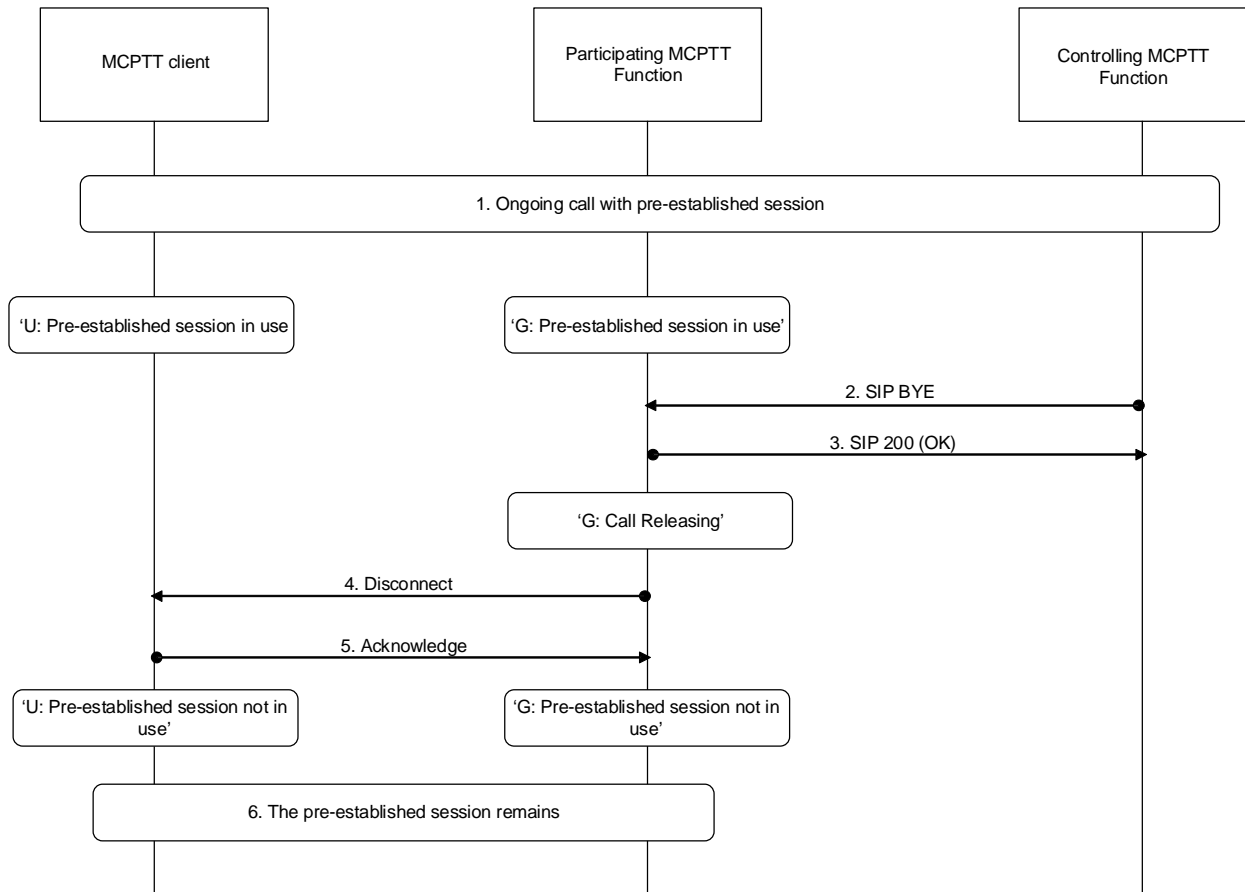 MCPTT client
Participating MCPTT
Function
Controlling MCPTT
Function
1. Ongoing call with pre-established session
‘U: Pre-established session in use
‘G: Pre-established session in use’
2. SIP BYE
3. SIP 200 (OK)
‘G: Call Releasing’
4. Disconnect
5. Acknowledge
‘U: Pre-established session not in
use’
‘G: Pre-established session not in
use’
6. The pre-established session remains